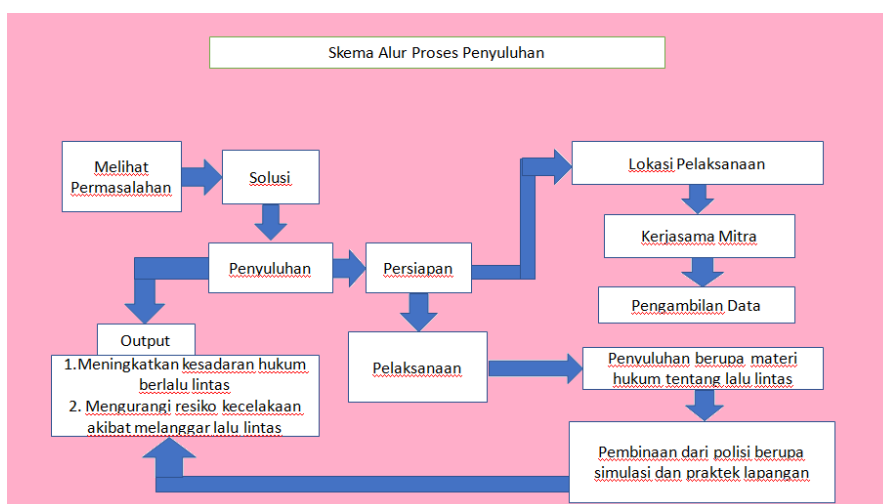 Skema Alur Proses Penyuluhan
Melihat
Permasalahan
Solusi
Lokasi Pelaksanaan
Kerjasama Mitra
Penyuluhan
Persiapan
Pengambilan Data
Output
1.Meningkatkan kesadaran hukum
berlalu lintas
2. Mengurangi resiko kecelakaan
akibat melanggar lalu lintas
Pelaksanaan
Penyuluhan berupa materi
hukum tentang lalu lintas
Pembinaan dari polisi berupa
simulasi dan praktek lapangan